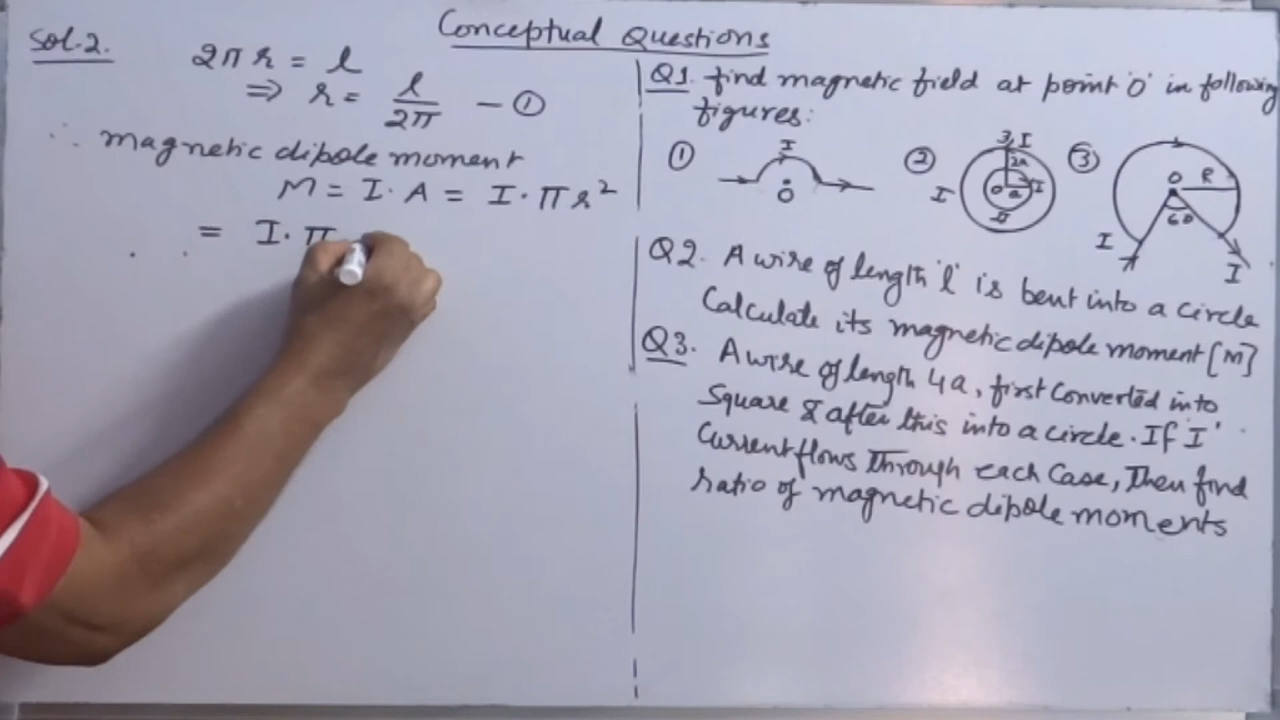 Conceptual Questions
Sol.2.
2πr = l
⇒ r = l/2π — ①
∴ magnetic dipole moment
M = I · A = I · πr²
= I · π
Q1. find magnetic field at point 'O' in following
figures:
① I O
② I 2a I O a I I
③ O R 60 I I
Q2. A wire of length 'l' is bent into a circle
Calculate its magnetic dipole moment [M]
Q3. A wire of length 4a, first converted into
Square & after this into a circle. If I'
Current flows Through each Case, Then find
ratio of magnetic dipole moments